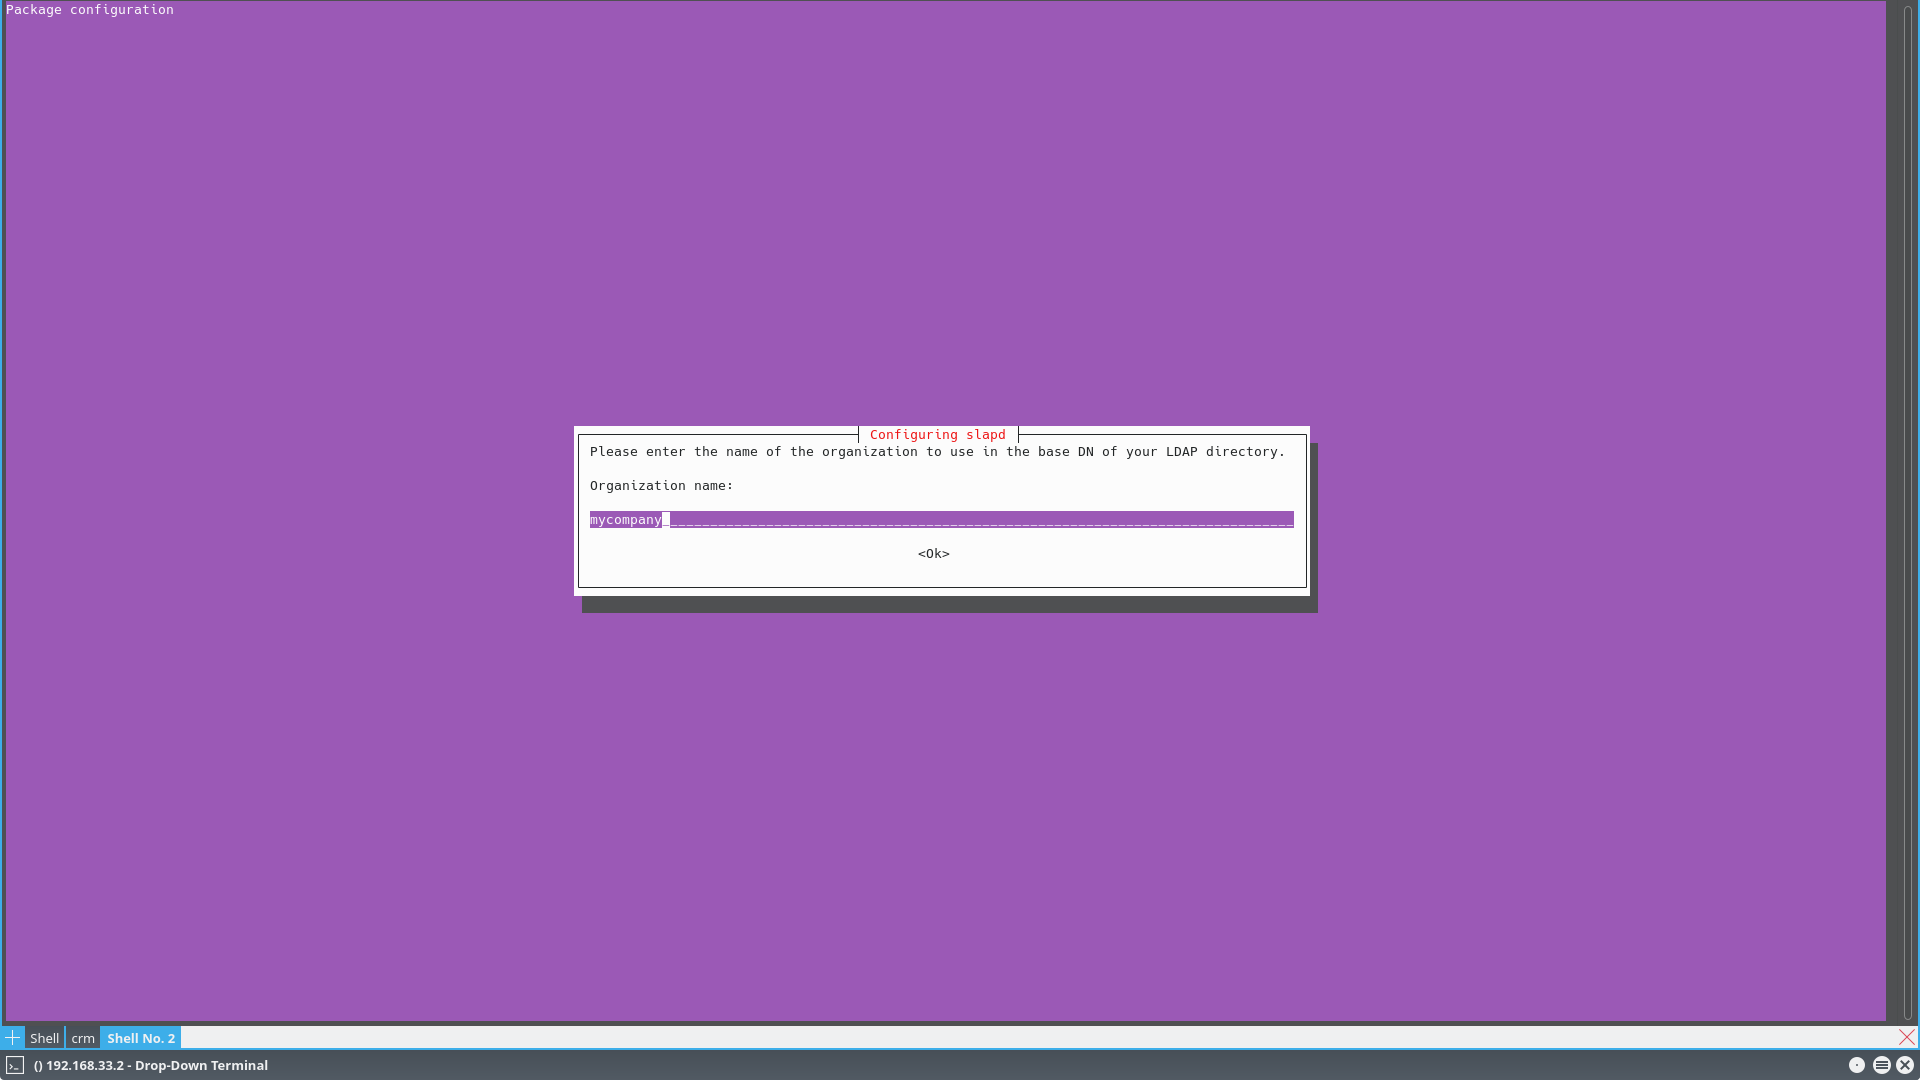 Package configuration
Configuring slapd
Please enter the name of the organization to use in the base DN of your LDAP directory.
Organization name:
mycompany
<Ok>
Shell crm Shell No. 2
() 192.168.33.2 - Drop-Down Terminal